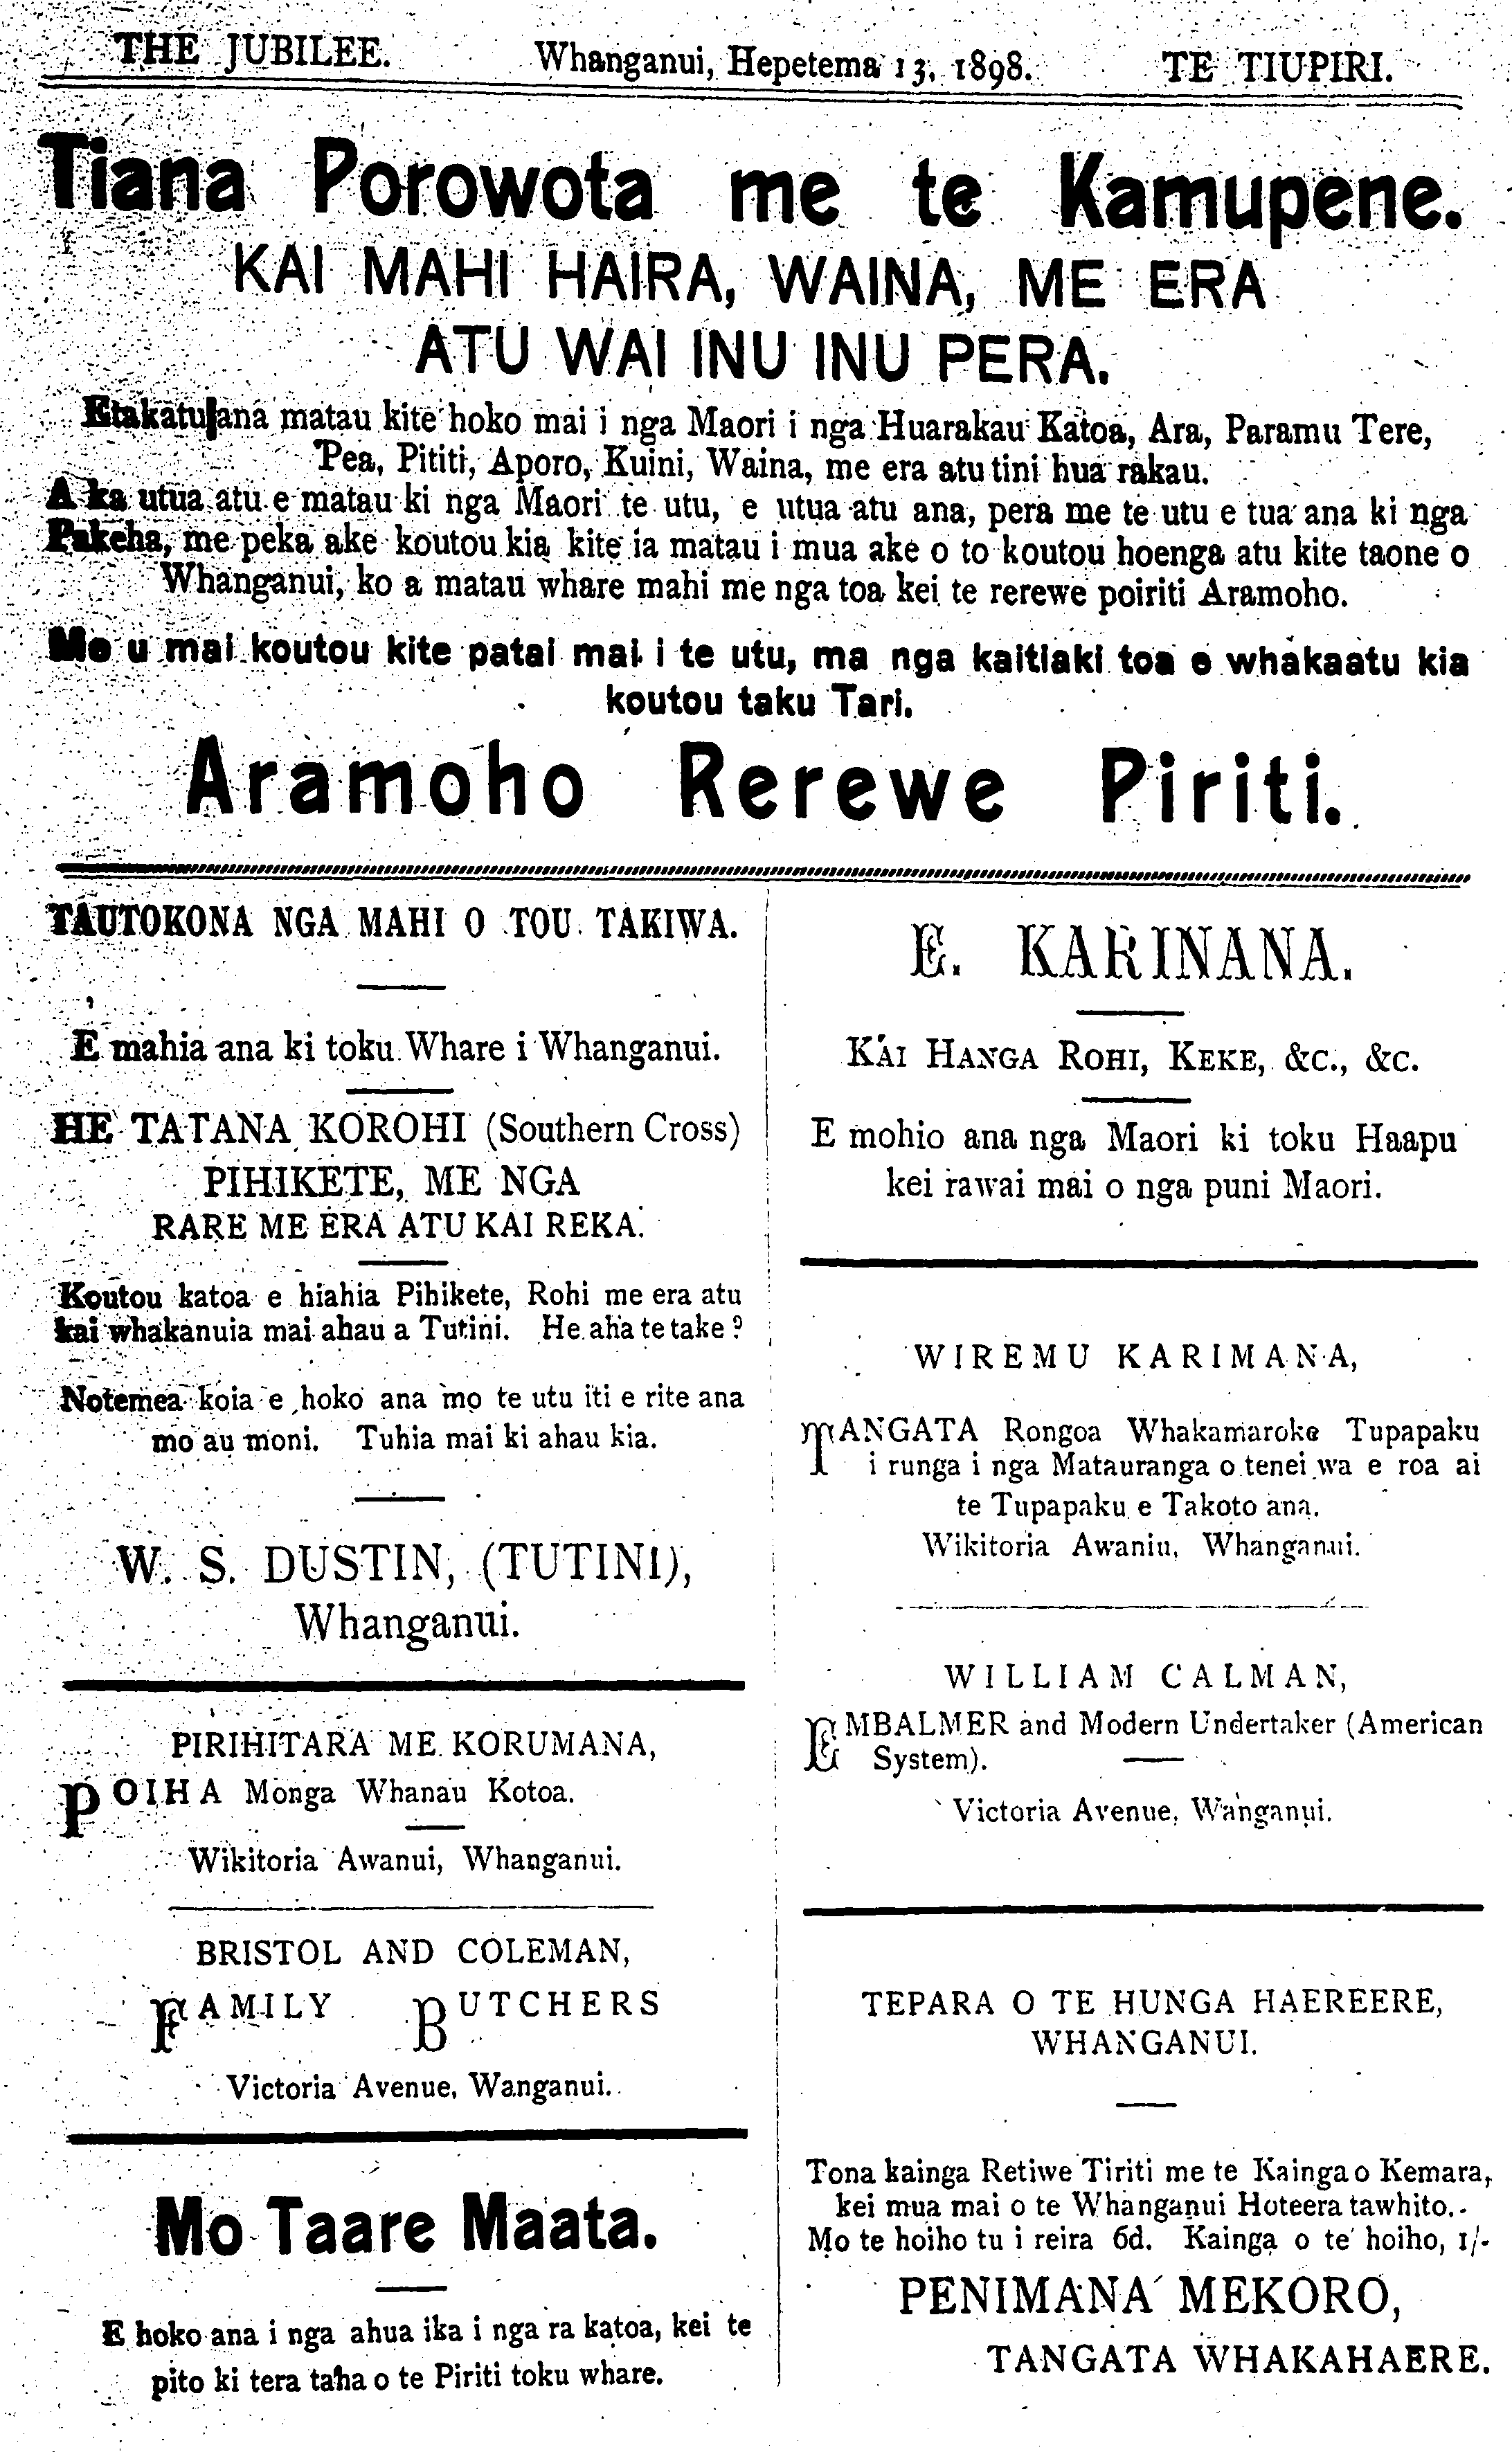 THE JUBILEE. Whanganui, Hepetema 13, 1898. TE TIUPIRI.
Tiana Porowota me te Kamupene.
KAI MAHI HAIRA, WAINA, ME ERA
ATU WAI INU INU PERA.
matau kite hoko mai i nga Maori i nga Huarakau Katoa, Ara, Paramu Tere,
Pea, Pititi, Aporo, Kuini, Waina, me era atu tini hua rakau.
A ka utua atu e matau ki nga Maori te utu, e utua atu ana, pera me te utu e tua ana ki nga
Pakeha, me peka ake koutou kia kite ia matau i mua ake o to koutou hoenga atu kite taone o
Whanganui, ko a matau whare mahi me nga toa kei te rerewe poiriti Aramoho.
Me u mai koutou kite patai mai i te utu, ma nga kaitiaki toa e whakaatu kia
koutou taku Tari.
Aramoho Rerewe Piriti.
TAUTOKONA NGA MAHI O TOU TAKIWA.
E mahia ana ki toku Whare i Whanganui.
HE TATANA KOROHI (Southern Cross)
PIHIKETE, ME NGA
RARE ME ERA ATU KAI REKA.
Koutou katoa e hiahia Pihikete, Rohi me era atu
kai whakanuia mai ahau a Tutini. He aha te take ?
Notemea koia e hoko ana mo te utu iti e rite ana
mo au moni. Tuhia mai ki ahau kia.
W. S. DUSTIN, (TUTINI),
Whanganui.
PIRIHITARA ME KORUMANA,
POIHA Monga Whanau Kotoa.
Wikitoria Awanui, Whanganui.
BRISTOL AND COLEMAN,
FAMILY BUTCHERS
Victoria Avenue, Wanganui.
Mo Taare Maata.
E hoko ana i nga ahua ika i nga ra katoa, kei te
pito ki tera taha o te Piriti toku whare.
E. KARINANA.
KAI HANGA ROHI, KEKE, &C., &C.
E mohio ana nga Maori ki toku Haapu
kei rawai mai o nga puni Maori.
WIREMU KARIMANA,
TANGATA Rongoa Whakamaroke Tupapaku
i runga i nga Matauranga o tenei wa e roa ai
te Tupapaku e Takoto ana.
Wikitoria Awaniu, Whanganui.
WILLIAM CALMAN,
EMBALMER and Modern Undertaker (American
System).
Victoria Avenue, Wanganui.
TEPARA O TE HUNGA HAEREERE,
WHANGANUI.
Tona kainga Retiwe Tiriti me te Kainga o Kemara,
kei mua mai o te Whanganui Hoteera tawhito.
Mo te hoiho tu i reira 6d. Kainga o te hoiho, 1/-
PENIMANA MEKORO,
TANGATA WHAKAHAERE.